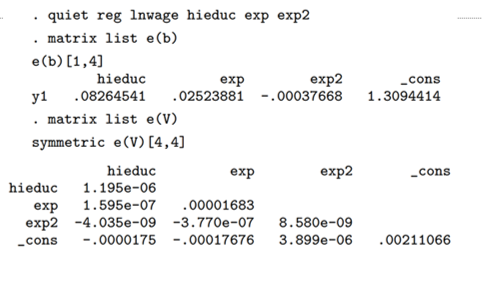 . quiet reg lnwage hieduc exp exp2
. matrix list e(b)
e(b)[1,4]
hieduc exp exp2 _cons
y1 .08264541 .02523881 -.00037668 1.3094414
. matrix list e(V)
symmetric e(V)[4,4]
hieduc exp exp2 _cons
hieduc 1.195e-06
exp 1.595e-07 .00001683
exp2 -4.035e-09 -3.770e-07 8.580e-09
_cons -.0000175 -.00017676 3.899e-06 .00211066